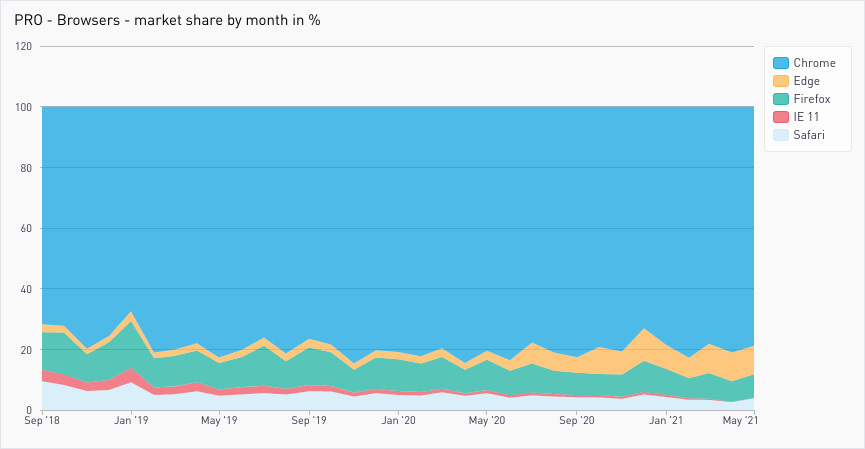 PRO - Browsers - market share by month in %
120
100
80
60
40
20
0
Sep '18
Jan '19
May '19
Sep '19
Jan '20
May '20
Sep '20
Jan '21
May '21
Chrome
Edge
Firefox
IE 11
Safari